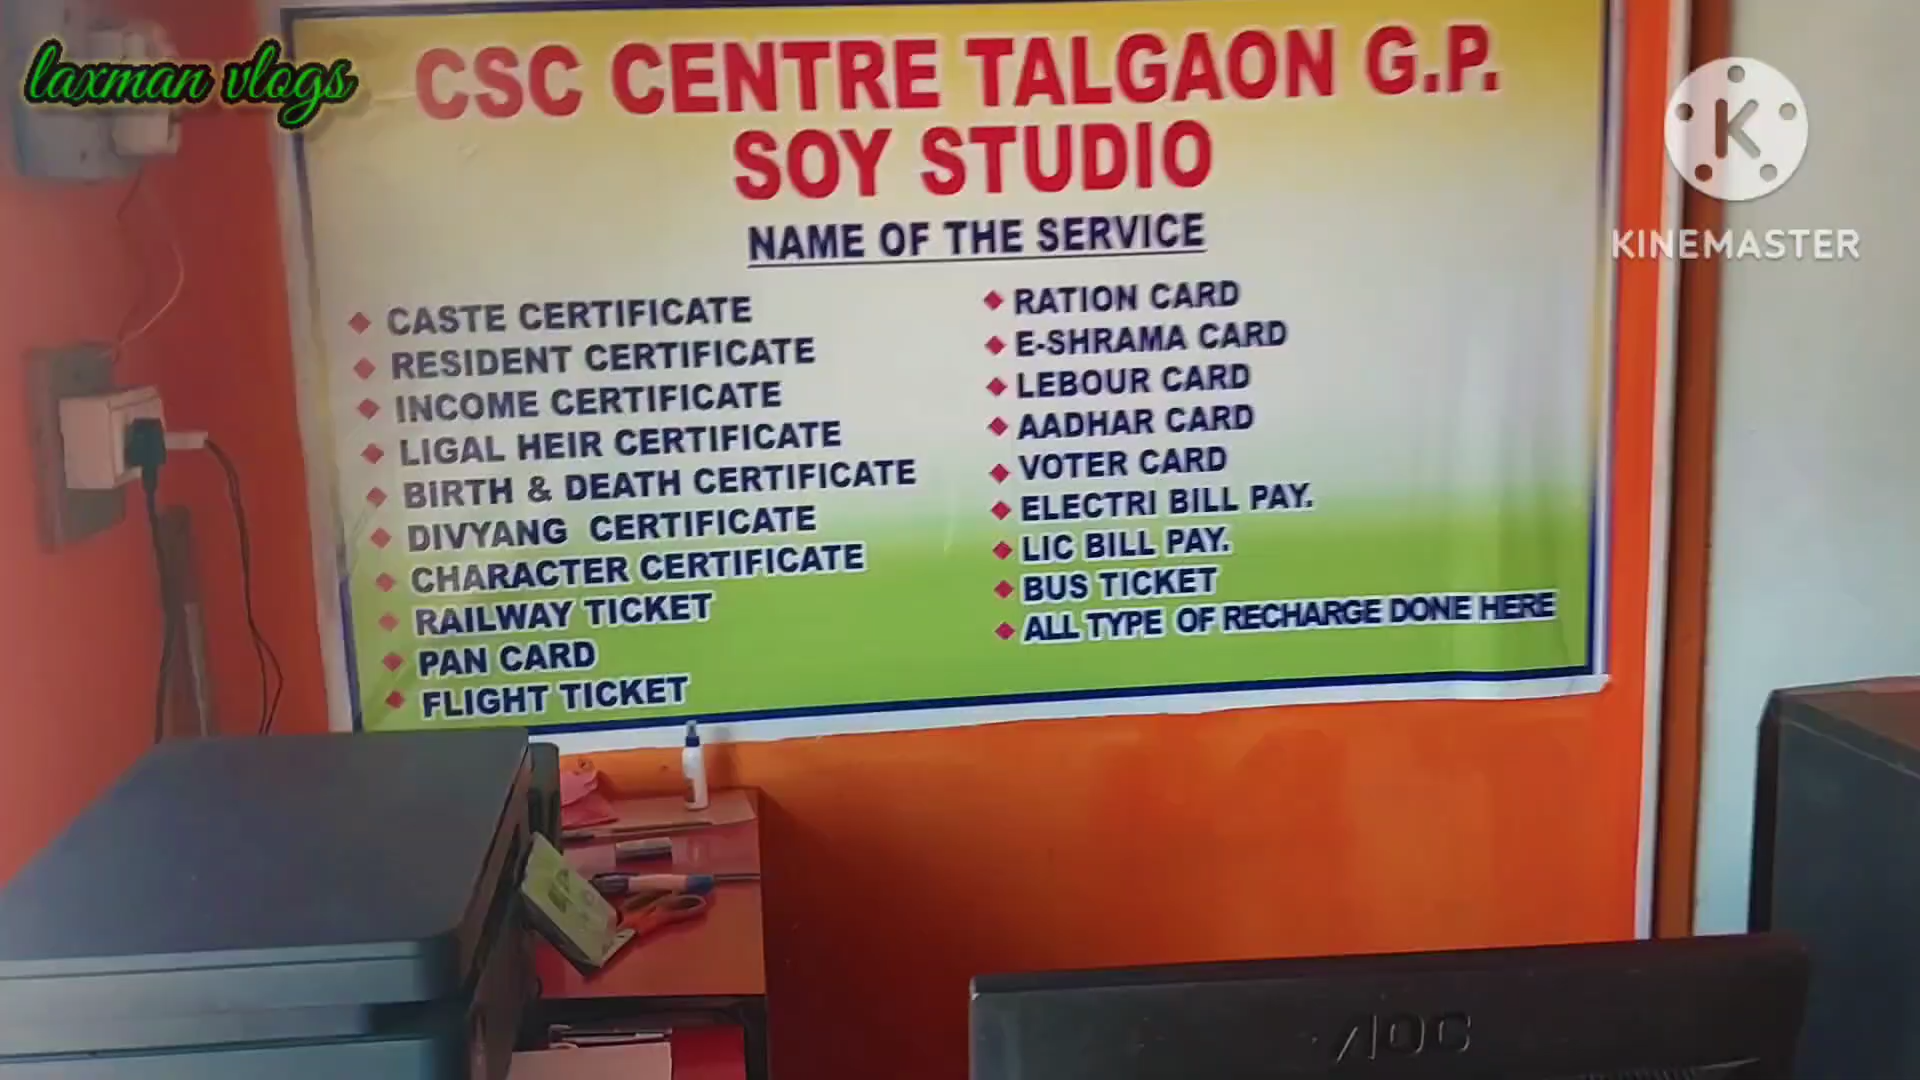 laxman vlogs
CSC CENTRE TALGAON G.P.
SOY STUDIO
NAME OF THE SERVICE
CASTE CERTIFICATE
RESIDENT CERTIFICATE
INCOME CERTIFICATE
LIGAL HEIR CERTIFICATE
BIRTH & DEATH CERTIFICATE
DIVYANG CERTIFICATE
CHARACTER CERTIFICATE
RAILWAY TICKET
PAN CARD
FLIGHT TICKET
RATION CARD
E-SHRAMA CARD
LEBOUR CARD
AADHAR CARD
VOTER CARD
ELECTRI BILL PAY.
LIC BILL PAY.
BUS TICKET
ALL TYPE OF RECHARGE DONE HERE
K
KINEMASTER
AOC